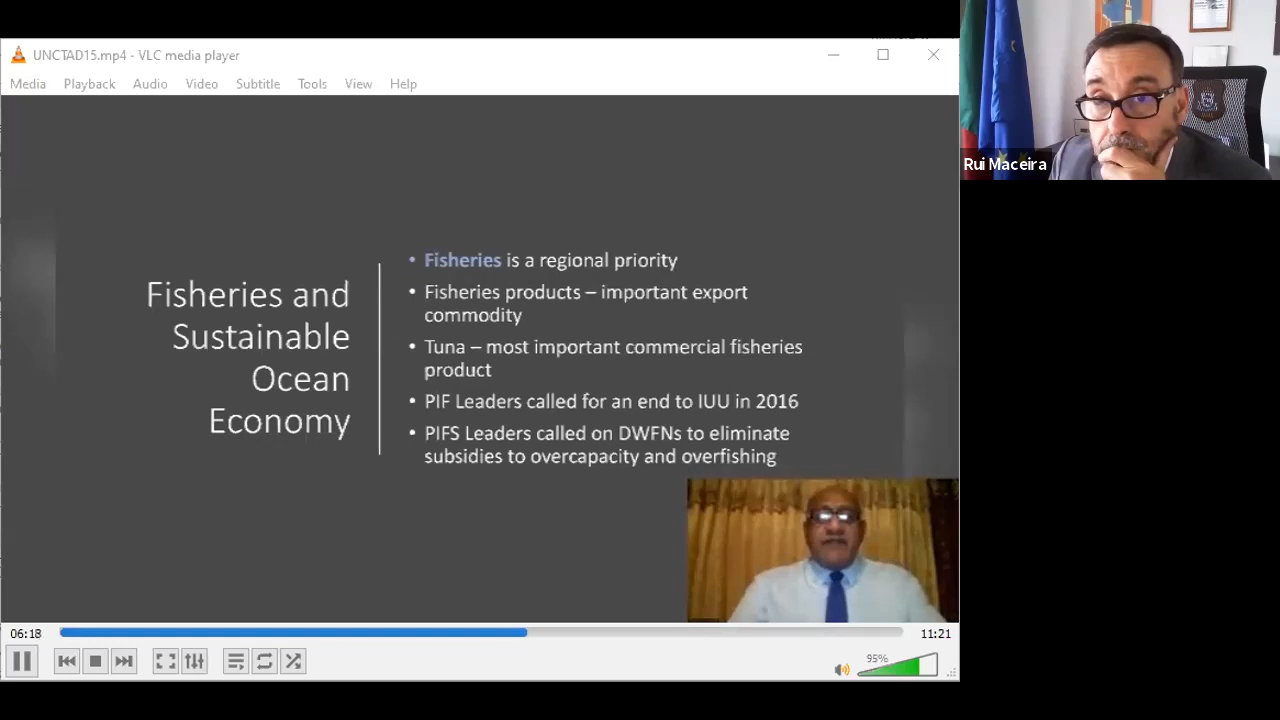 UNCTAD15.mp4 - VLC media player
Media Playback Audio Video Subtitle Tools View Help
Rui Maceira
Fisheries and
Sustainable
Ocean
Economy
• Fisheries is a regional priority
• Fisheries products – important export
commodity
• Tuna – most important commercial fisheries
product
• PIF Leaders called for an end to IUU in 2016
• PIFS Leaders called on DWFNs to eliminate
subsidies to overcapacity and overfishing
06:18
11:21
95%